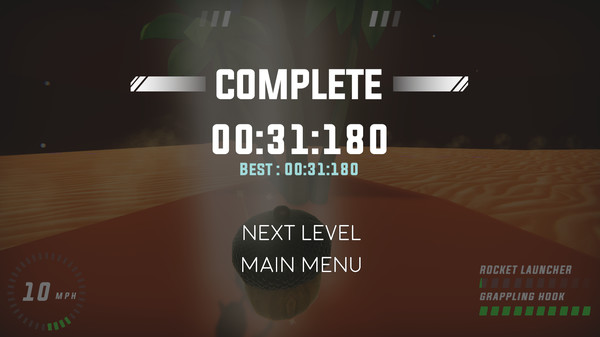 COMPLETE
00:31:180
BEST : 00:31:180
NEXT LEVEL
MAIN MENU
10 MPH
ROCKET LAUNCHER
GRAPPLING HOOK